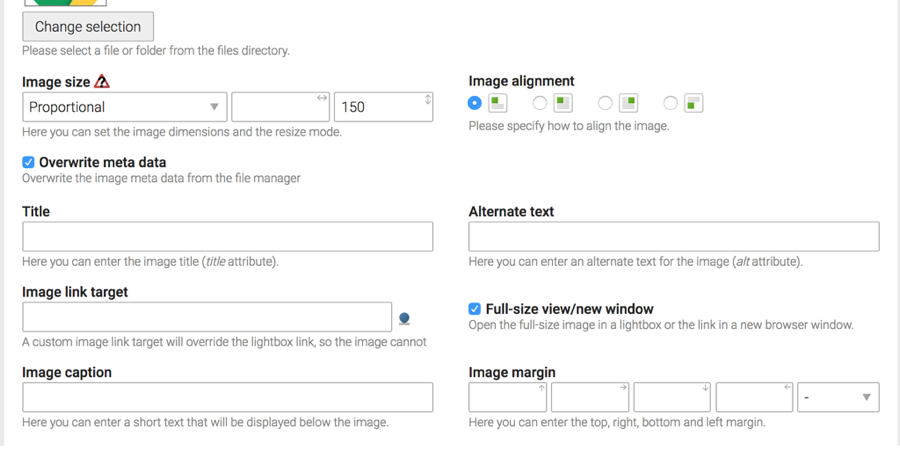 Change selection
Please select a file or folder from the files directory.
Image size
Image alignment
Proportional
150
Here you can set the image dimensions and the resize mode.
Please specify how to align the image.
Overwrite meta data
Overwrite the image meta data from the file manager
Title
Alternate text
Here you can enter the image title (title attribute).
Here you can enter an alternate text for the image (alt attribute).
Image link target
Full-size view/new window
Open the full-size image in a lightbox or the link in a new browser window.
A custom image link target will override the lightbox link, so the image cannot
Image caption
Image margin
-
Here you can enter a short text that will be displayed below the image.
Here you can enter the top, right, bottom and left margin.